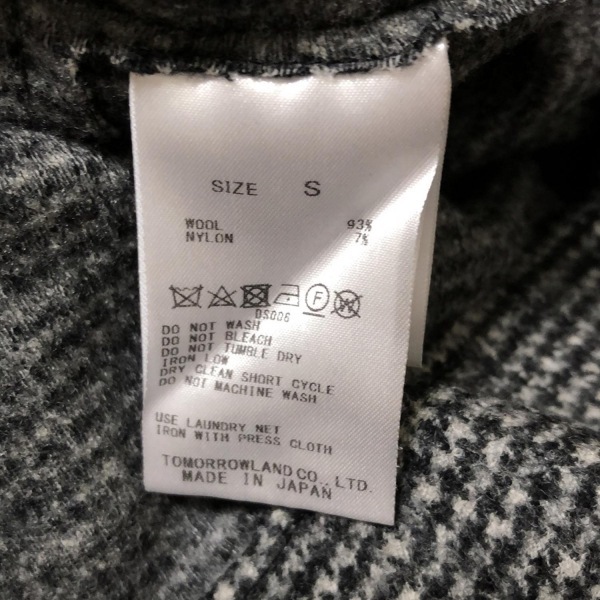 SIZE S
WOOL 93%
NYLON 7%
F W
DS006
DO NOT WASH
DO NOT BLEACH
DO NOT TUMBLE DRY
IRON LOW
DRY CLEAN SHORT CYCLE
DO NOT MACHINE WASH
USE LAUNDRY NET
IRON WITH PRESS CLOTH
TOMORROWLAND CO., LTD.
MADE IN JAPAN